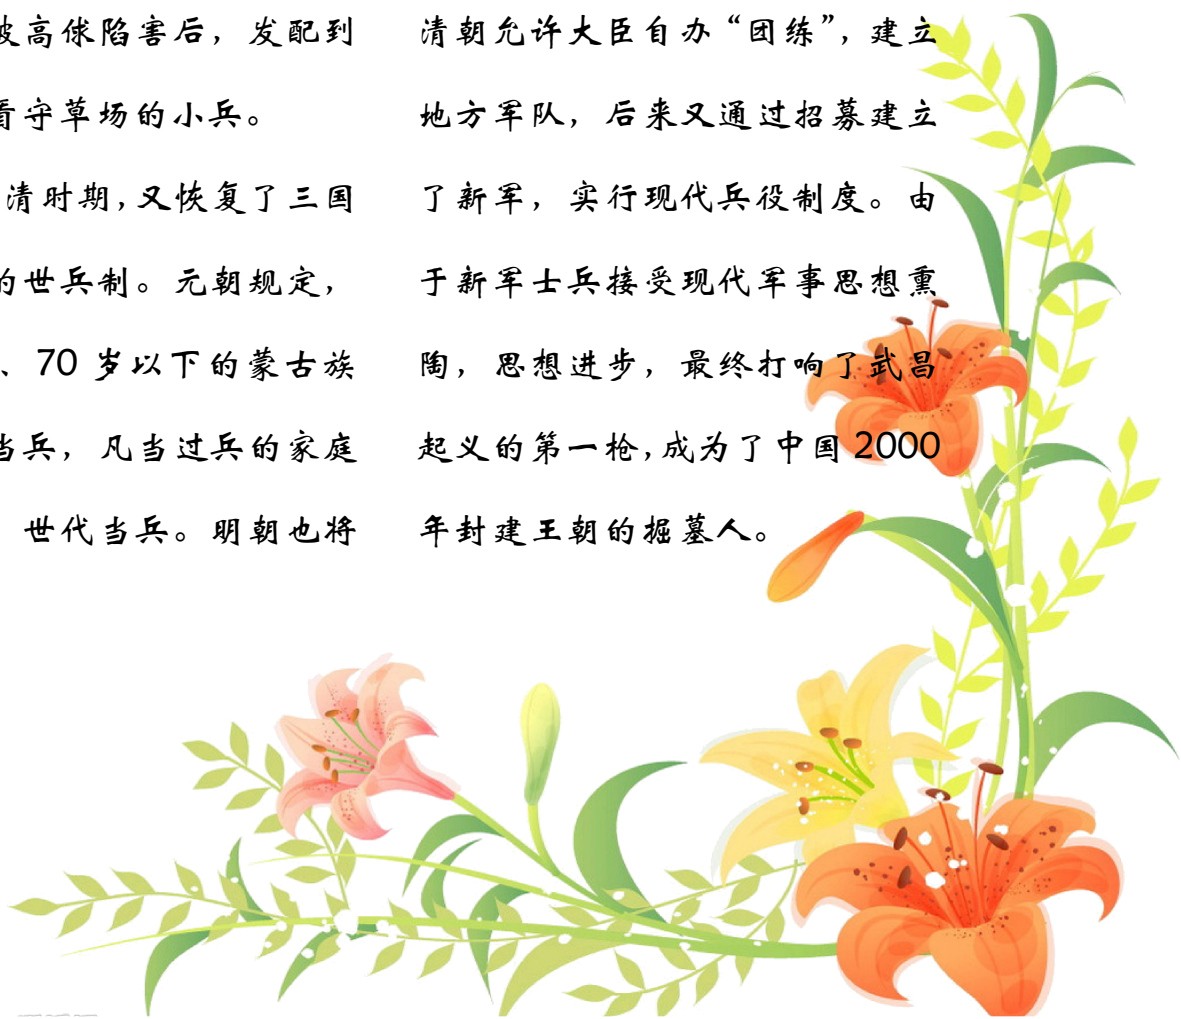 被高俅陷害后，发配到
看守草场的小兵。
清时期，又恢复了三国
的世兵制。元朝规定，
、70 岁以下的蒙古族
当兵，凡当过兵的家庭
世代当兵。明朝也将
清朝允许大臣自办“团练”，建立
地方军队，后来又通过招募建立
了新军，实行现代兵役制度。由
于新军士兵接受现代军事思想熏
陶，思想进步，最终打响了武昌
起义的第一枪，成为了中国 2000
年封建王朝的掘墓人。